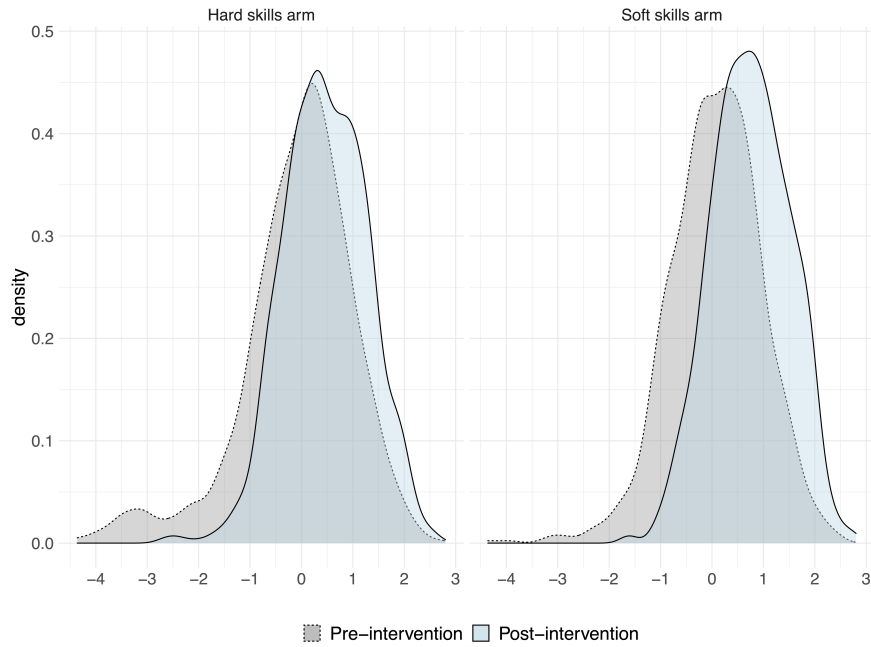 Hard skills arm
Soft skills arm
0.5
0.4
0.3
0.2
0.1
0.0
density
−4 −3 −2 −1 0 1 2 3
−4 −3 −2 −1 0 1 2 3
Pre−intervention Post−intervention